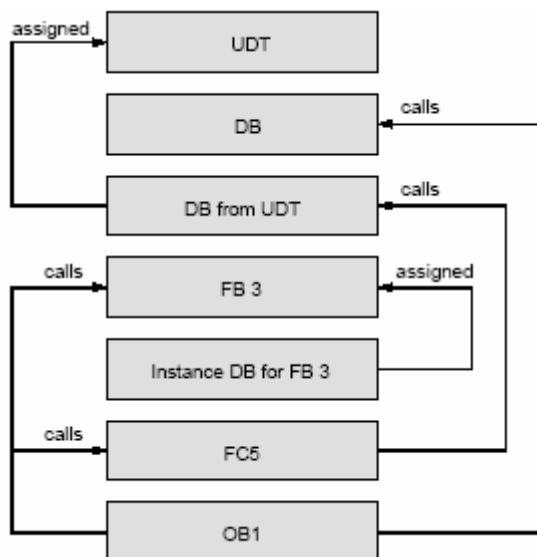 assigned
UDT
calls
DB
calls
DB from UDT
calls
FB 3
assigned
Instance DB for FB 3
calls
FC5
OB1